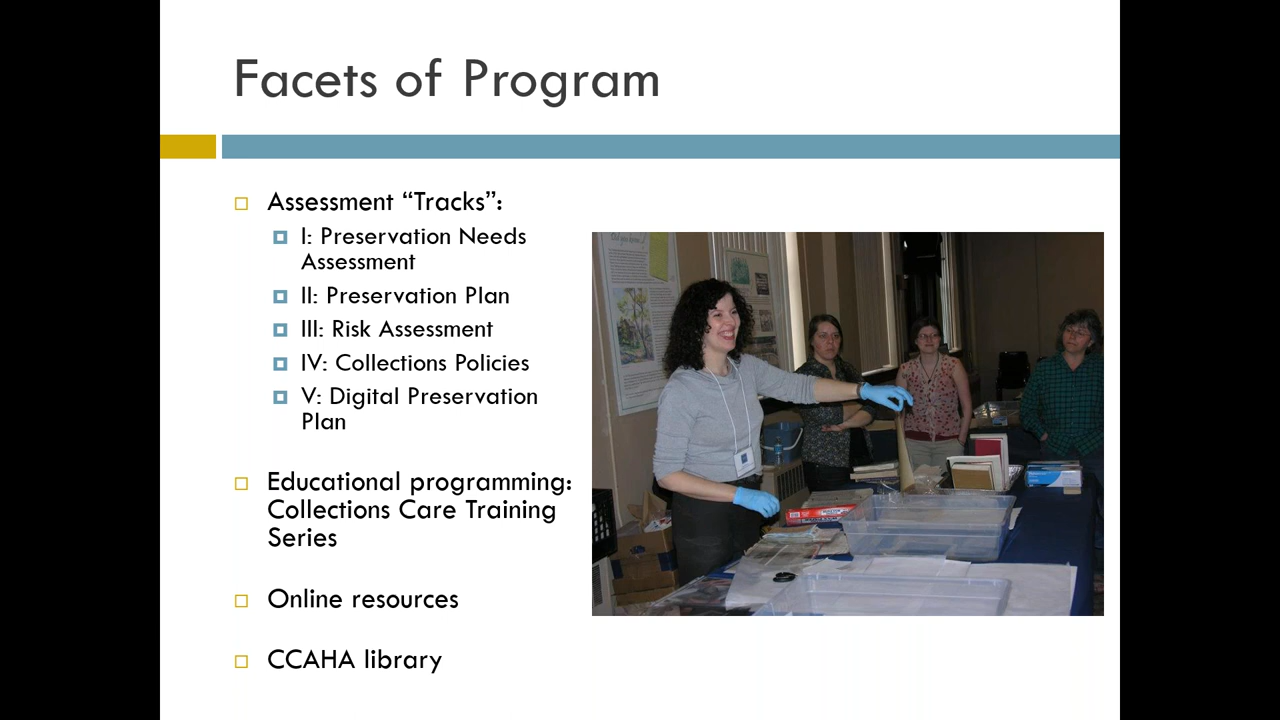 Facets of Program
Assessment “Tracks”:
I: Preservation Needs
Assessment
II: Preservation Plan
III: Risk Assessment
IV: Collections Policies
V: Digital Preservation
Plan
Educational programming:
Collections Care Training
Series
Online resources
CCAHA library